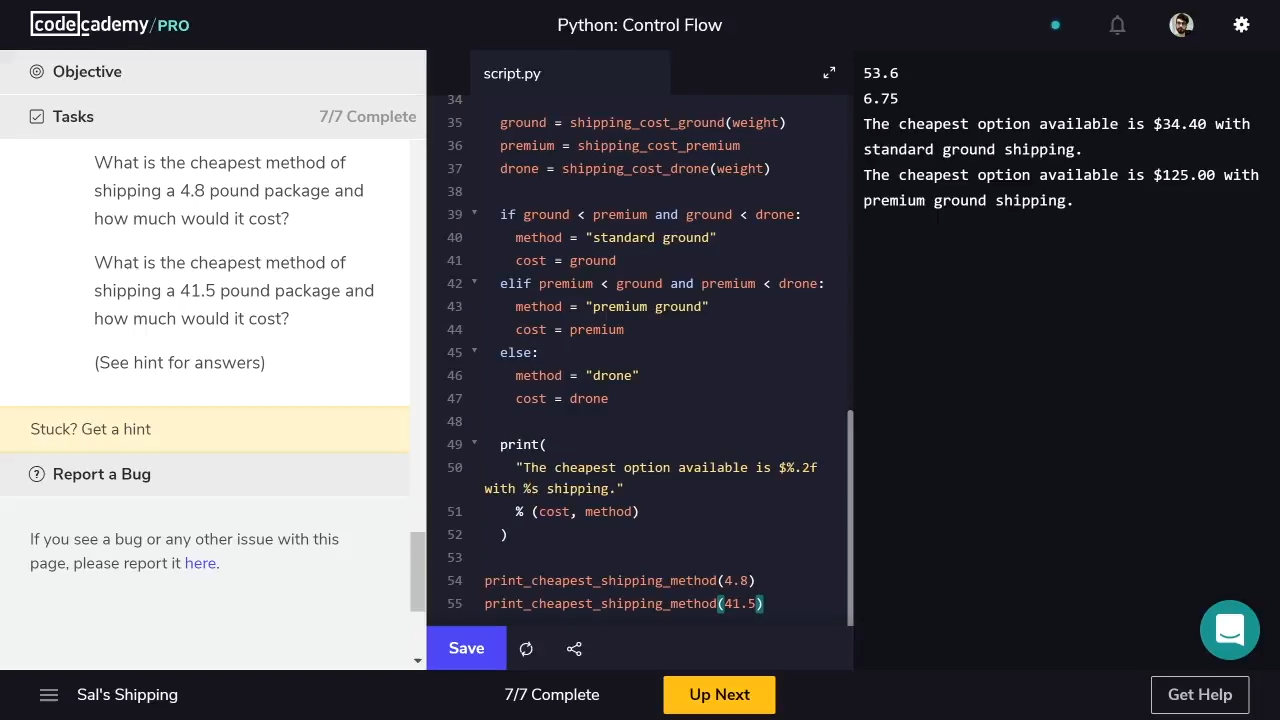 codecademy/PRO
Python: Control Flow
Objective
Tasks
7/7 Complete
What is the cheapest method of
shipping a 4.8 pound package and
how much would it cost?
What is the cheapest method of
shipping a 41.5 pound package and
how much would it cost?
(See hint for answers)
Stuck? Get a hint
Report a Bug
If you see a bug or any other issue with this
page, please report it here.
script.py
34
35 ground = shipping_cost_ground(weight)
36 premium = shipping_cost_premium
37 drone = shipping_cost_drone(weight)
38
39 if ground < premium and ground < drone:
40 method = "standard ground"
41 cost = ground
42 elif premium < ground and premium < drone:
43 method = "premium ground"
44 cost = premium
45 else:
46 method = "drone"
47 cost = drone
48
49 print(
50 "The cheapest option available is $%.2f
with %s shipping."
51 % (cost, method)
52 )
53
54 print_cheapest_shipping_method(4.8)
55 print_cheapest_shipping_method(41.5)
Save
53.6
6.75
The cheapest option available is $34.40 with
standard ground shipping.
The cheapest option available is $125.00 with
premium ground shipping.
Sal's Shipping
7/7 Complete
Up Next
Get Help